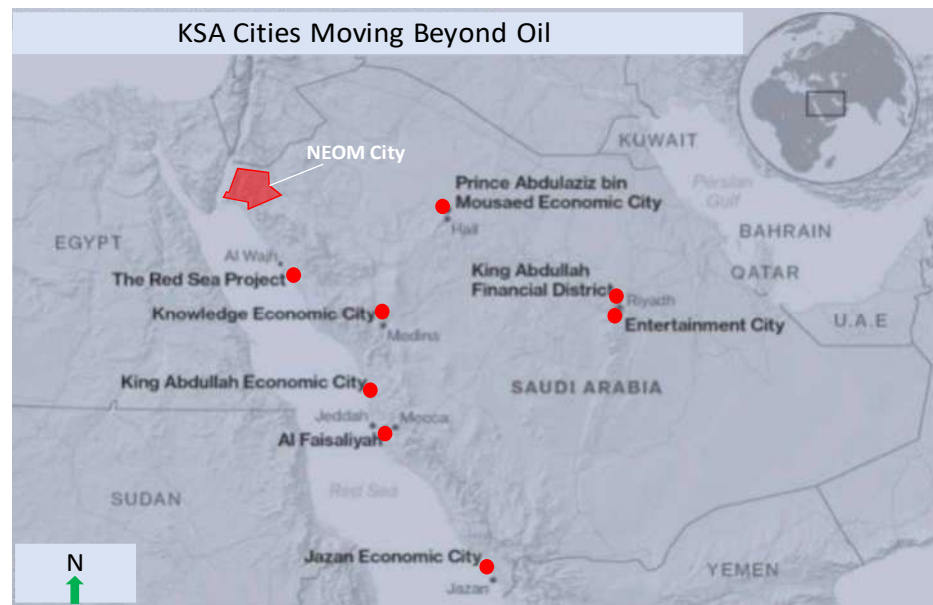 KSA Cities Moving Beyond Oil
NEOM City
KUWAIT
Persian
Gulf
Prince Abdulaziz bin
Mousaed Economic City
Hail
EGYPT
BAHRAIN
Al Wajh
The Red Sea Project
King Abdullah
Financial District
QATAR
Riyadh
Knowledge Economic City
Entertainment City
U.A.E
Medina
King Abdullah Economic City
SAUDI ARABIA
Jeddah
Mecca
Al Faisaliyah
Red Sea
SUDAN
Jazan Economic City
N
YEMEN
Jazan